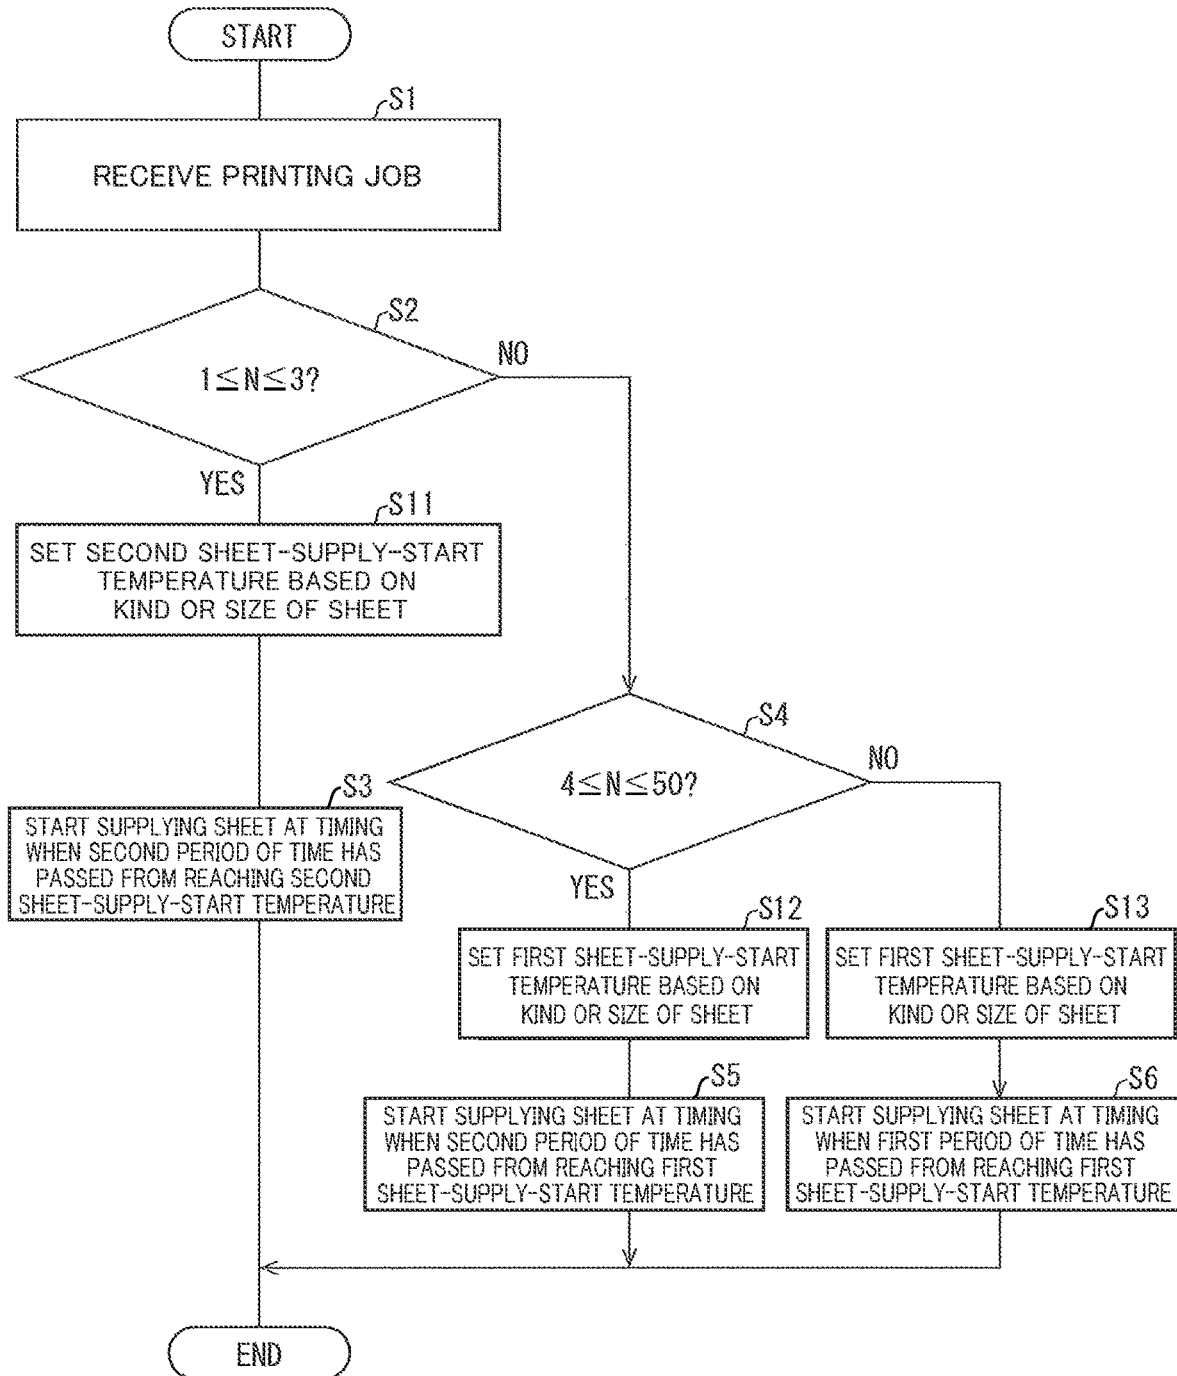 START
S1
RECEIVE PRINTING JOB
S2
1≦N≦3?
NO
YES
S11
SET SECOND SHEET-SUPPLY-START
TEMPERATURE BASED ON
KIND OR SIZE OF SHEET
S4
4≦N≦50?
NO
YES
S3
START SUPPLYING SHEET AT TIMING
WHEN SECOND PERIOD OF TIME HAS
PASSED FROM REACHING SECOND
SHEET-SUPPLY-START TEMPERATURE
S12
SET FIRST SHEET-SUPPLY-START
TEMPERATURE BASED ON
KIND OR SIZE OF SHEET
S13
SET FIRST SHEET-SUPPLY-START
TEMPERATURE BASED ON
KIND OR SIZE OF SHEET
S5
START SUPPLYING SHEET AT TIMING
WHEN SECOND PERIOD OF TIME HAS
PASSED FROM REACHING FIRST
SHEET-SUPPLY-START TEMPERATURE
S6
START SUPPLYING SHEET AT TIMING
WHEN FIRST PERIOD OF TIME HAS
PASSED FROM REACHING FIRST
SHEET-SUPPLY-START TEMPERATURE
END